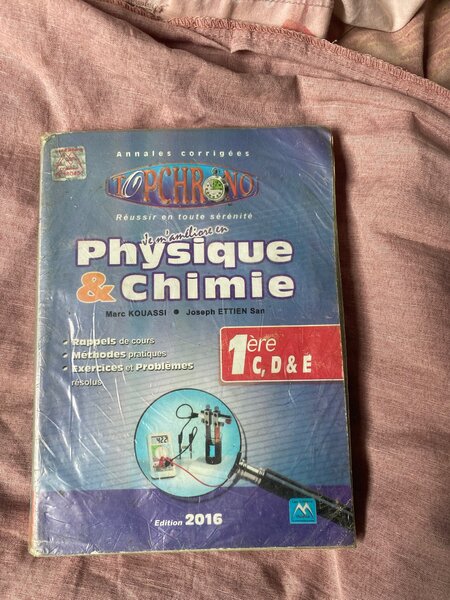 Annales corrigées
TOPCHRONO
Réussir en toute sérénité
Je m'améliore en
Physique
& Chimie
Marc KOUASSI • Joseph ETTIEN San
• Rappels de cours
• Méthodes pratiques
• Exercices et Problèmes
résolus
1ère
C, D & E
422
Edition 2016